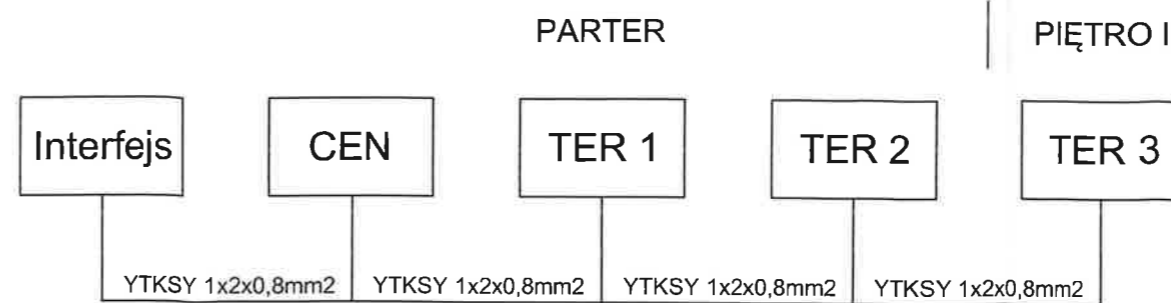 PARTER PIĘTRO I
Interfejs CEN TER 1 TER 2 TER 3
YTKSY 1x2x0,8mm2 YTKSY 1x2x0,8mm2 YTKSY 1x2x0,8mm2 YTKSY 1x2x0,8mm2